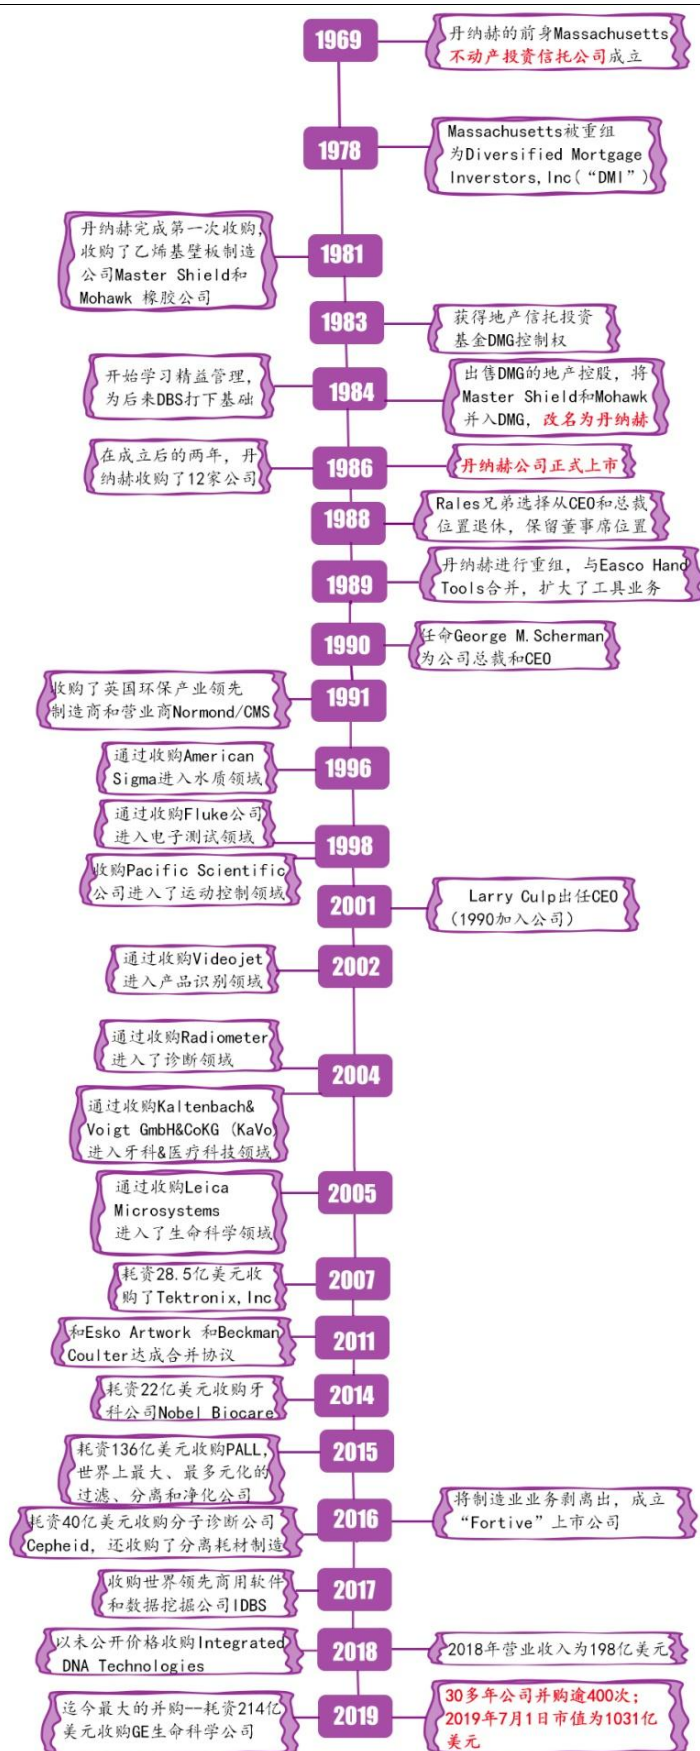 1969
丹纳赫的前身Massachusetts
不动产投资信托公司成立
1978
Massachusetts被重组
为Diversified Mortgage
Inverstors,Inc(“DMI”)
1981
丹纳赫完成第一次收购,
收购了乙烯基壁板制造
公司Master Shield和
Mohawk 橡胶公司
1983
获得地产信托投资
基金DMG控制权
1984
开始学习精益管理,
为后来DBS打下基础
出售DMG的地产控股, 将
Master Shield和Mohawk
并入DMG, 改名为丹纳赫
1986
在成立后的两年, 丹
纳赫收购了12家公司
丹纳赫公司正式上市
1988
Rales兄弟选择从CEO和总裁
位置退休, 保留董事席位置
1989
丹纳赫进行重组, 与Easco Hand
Tools合并, 扩大了工具业务
1990
任命George M.Scherman
为公司总裁和CEO
1991
收购了英国环保产业领先
制造商和营业商Normond/CMS
1996
通过收购American
Sigma进入水质领域
1998
通过收购Fluke公司
进入电子测试领域
收购Pacific Scientific
公司进入了运动控制领域
2001
Larry Culp出任CEO
(1990加入公司)
2002
通过收购Videojet
进入产品识别领域
2004
通过收购Radiometer
进入了诊断领域
通过收购Kaltenbach&
Voigt GmbH&CoKG (KaVo)
进入牙科&医疗科技领域
2005
通过收购Leica
Microsystems
进入了生命科学领域
2007
耗资28.5亿美元收
购了Tektronix,Inc
2011
和Esko Artwork 和Beckman
Coulter达成合并协议
2014
耗资22亿美元收购牙
科公司Nobel Biocare
2015
耗资136亿美元收购PALL,
世界上最大、最多元化的
过滤、分离和净化公司
2016
耗资40亿美元收购分子诊断公司
Cepheid, 还收购了分离耗材制造
将制造业业务剥离出, 成立
“Fortive”上市公司
2017
收购世界领先商用软件
和数据挖掘公司IDBS
2018
以未公开价格收购Integrated
DNA Technologies
2018年营业收入为198亿美元
2019
迄今最大的并购--耗资214亿
美元收购GE生命科学公司
30多年公司并购逾400次;
2019年7月1日市值为1031亿
美元